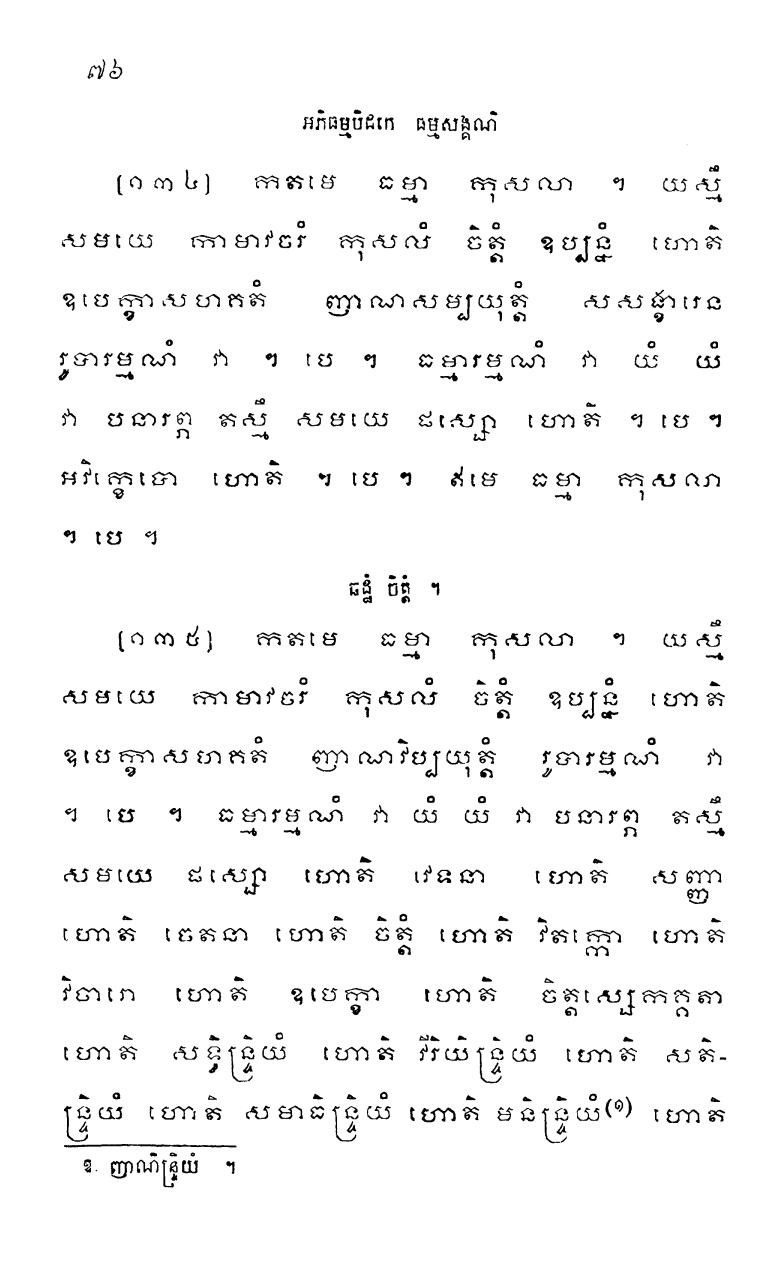 ៧៦
អភិធម្មបិដកេ ធម្មសង្គណិ
(១៣៤) កតមេ ធម្មា កុសលា ។ យស្មឹ
សមយេ កាមាវចរំ កុសលំ ចិត្តំ ឧប្បន្នំ ហោតិ
ឧបេក្ខាសហគតំ ញាណសម្បយុត្តំ សសង្ខារេន
រូបារម្មណំ វា ។ បេ ។ ធម្មារម្មណំ វា យំ យំ
វា បនារព្ភ តស្មឹ សមយេ ផស្សោ ហោតិ ។ បេ ។
អវិក្ខេបោ ហោតិ ។ បេ ។ ឥមេ ធម្មា កុសលា
។ បេ ។
ឆដ្ឋំ ចិត្តំ ។
(១៣៥) កតមេ ធម្មា កុសលា ។ យស្មឹ
សមយេ កាមាវចរំ កុសលំ ចិត្តំ ឧប្បន្នំ ហោតិ
ឧបេក្ខាសហគតំ ញាណវិប្បយុត្តំ រូបារម្មណំ វា
។ បេ ។ ធម្មារម្មណំ វា យំ យំ វា បនារព្ភ តស្មឹ
សមយេ ផស្សោ ហោតិ វេទនា ហោតិ សញ្ញា
ហោតិ ចេតនា ហោតិ ចិត្តំ ហោតិ វិតក្កោ ហោតិ
វិចារោ ហោតិ ឧបេក្ខា ហោតិ ចិត្តស្សេកគ្គតា
ហោតិ សទ្ធិន្ទ្រិយំ ហោតិ វីរិយិន្ទ្រិយំ ហោតិ សតិ-
ន្ទ្រិយំ ហោតិ សមាធិន្ទ្រិយំ ហោតិ មនិន្ទ្រិយំ(១) ហោតិ
ឧ. ញាណិន្ទ្រិយំ ។